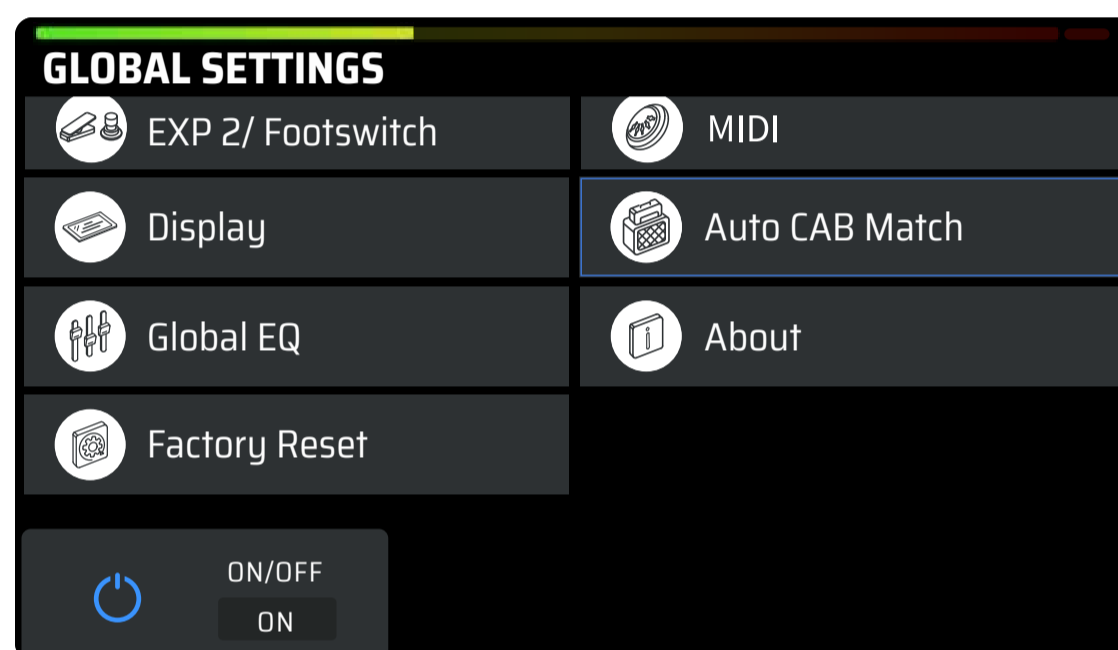 GLOBAL SETTINGS
EXP 2/ Footswitch
MIDI
Display
Auto CAB Match
Global EQ
About
Factory Reset
ON/OFF
ON